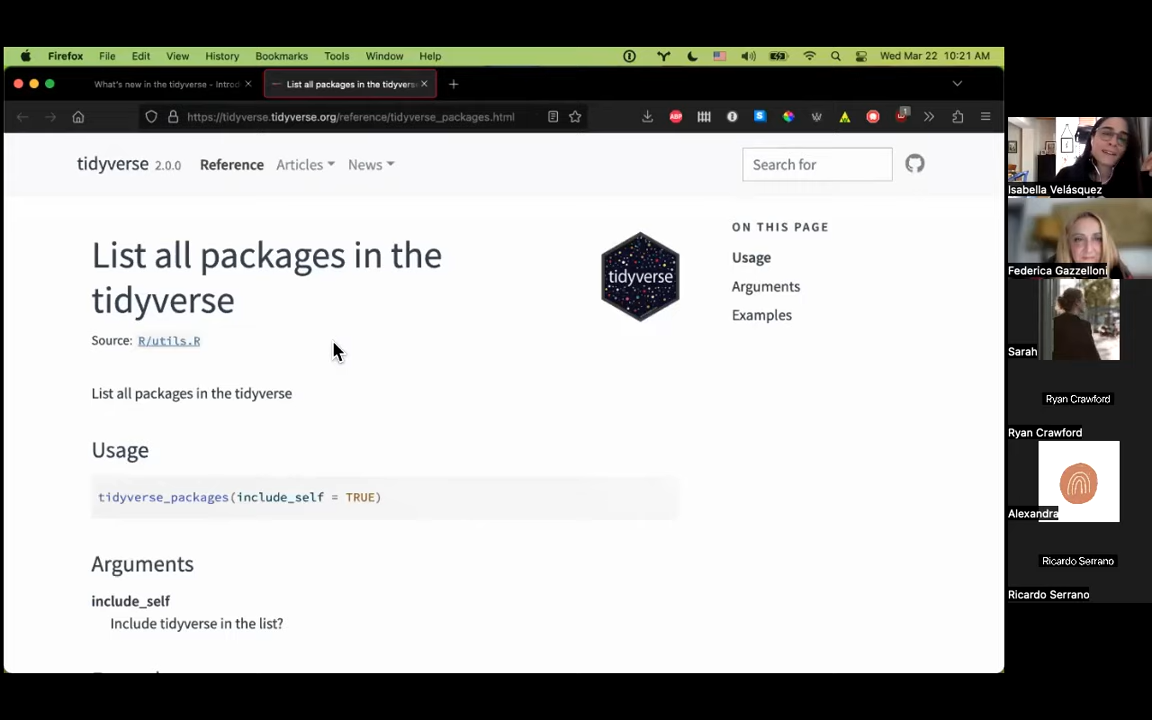 Firefox File Edit View History Bookmarks Tools Window Help Wed Mar 22 10:21 AM
What's new in the tidyverse - Introd
List all packages in the tidyverse
https://tidyverse.tidyverse.org/reference/tidyverse_packages.html
tidyverse 2.0.0 Reference Articles News Search for
List all packages in the
tidyverse
Source: R/utils.R
List all packages in the tidyverse
Usage
tidyverse_packages(include_self = TRUE)
Arguments
include_self
Include tidyverse in the list?
tidyverse
ON THIS PAGE
Usage
Arguments
Examples
Isabella Velásquez
Federica Gazzelloni
Sarah
Ryan Crawford
Ryan Crawford
Alexandra
Ricardo Serrano
Ricardo Serrano